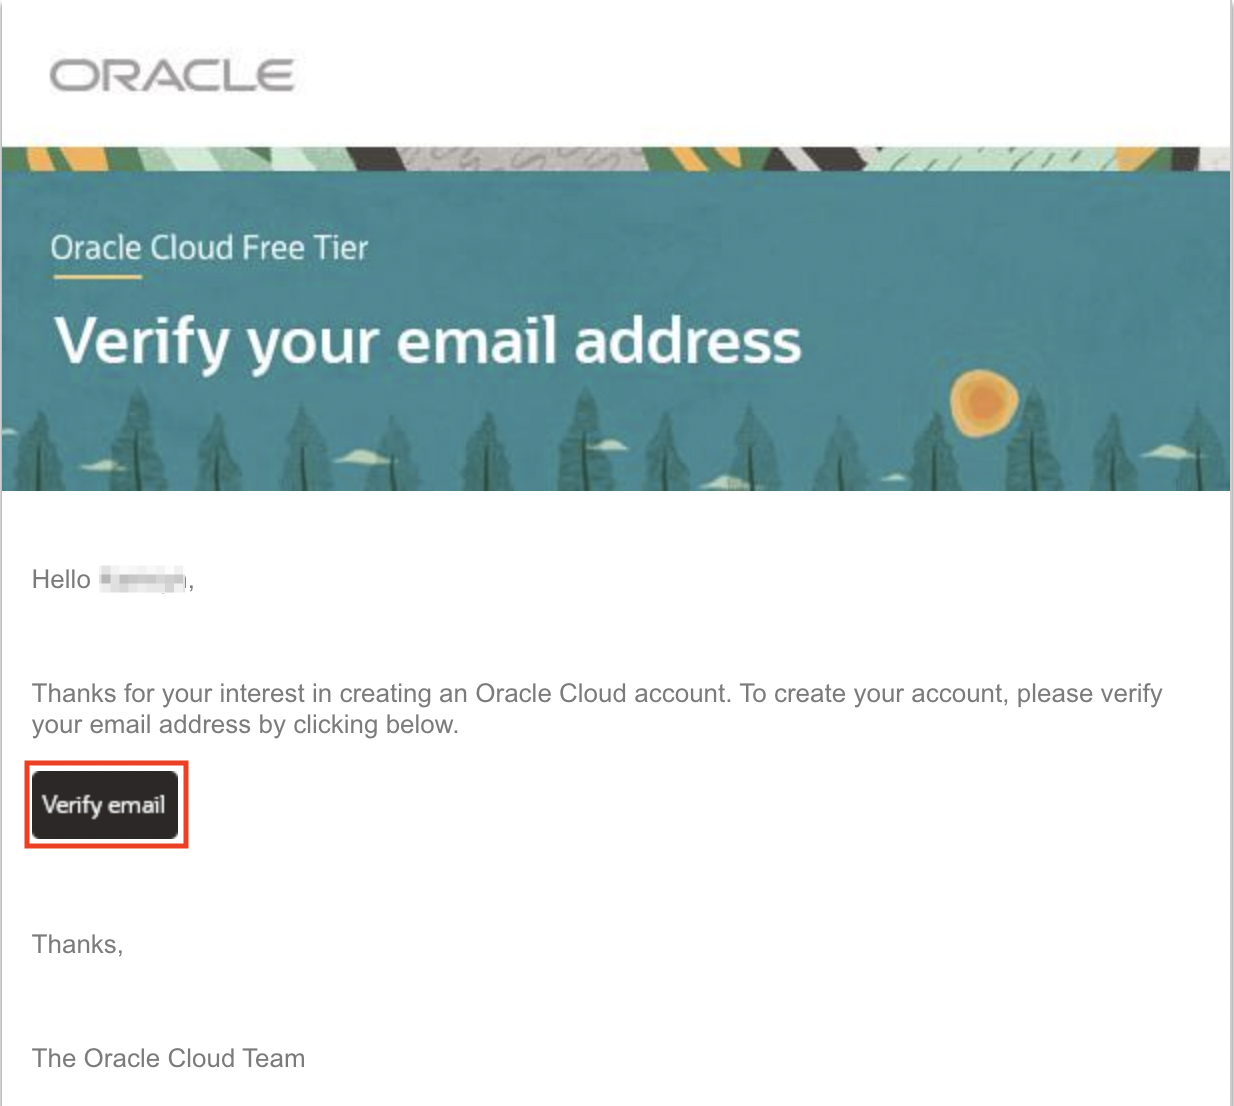 ORACLE
Oracle Cloud Free Tier
Verify your email address
Hello ,
Thanks for your interest in creating an Oracle Cloud account. To create your account, please verify
your email address by clicking below.
Verify email
Thanks,
The Oracle Cloud Team